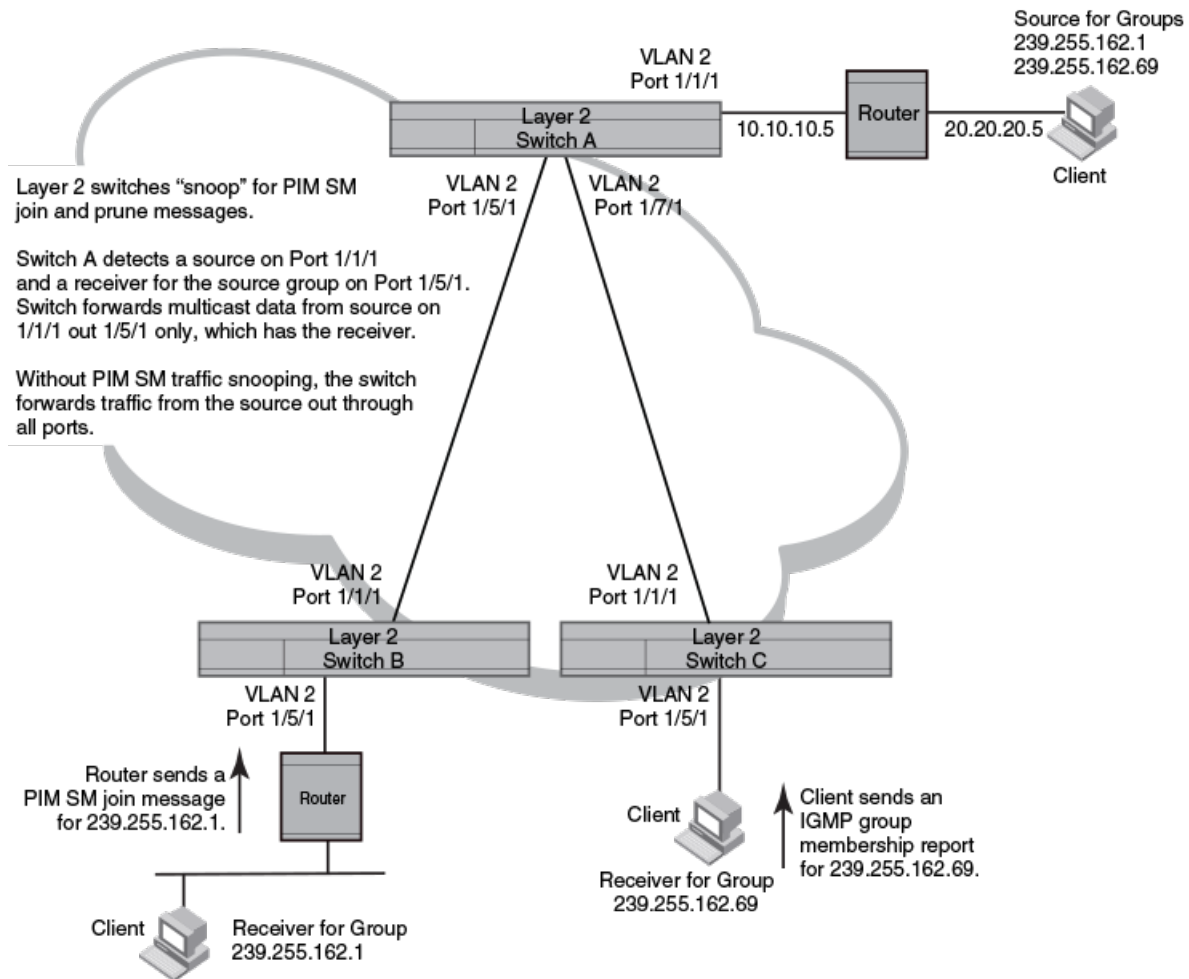 Source for Groups
239.255.162.1
239.255.162.69
VLAN 2
Port 1/1/1
Layer 2
Switch A
10.10.10.5
Router
20.20.20.5
Client
VLAN 2
Port 1/5/1
VLAN 2
Port 1/7/1
Layer 2 switches “snoop” for PIM SM
join and prune messages.
Switch A detects a source on Port 1/1/1
and a receiver for the source group on Port 1/5/1.
Switch forwards multicast data from source on
1/1/1 out 1/5/1 only, which has the receiver.
Without PIM SM traffic snooping, the switch
forwards traffic from the source out through
all ports.
VLAN 2
Port 1/1/1
VLAN 2
Port 1/1/1
Layer 2
Switch B
Layer 2
Switch C
VLAN 2
Port 1/5/1
VLAN 2
Port 1/5/1
Router sends a
PIM SM join message
for 239.255.162.1.
Router
Client
Client sends an
IGMP group
membership report
for 239.255.162.69.
Receiver for Group
239.255.162.69
Client
Receiver for Group
239.255.162.1